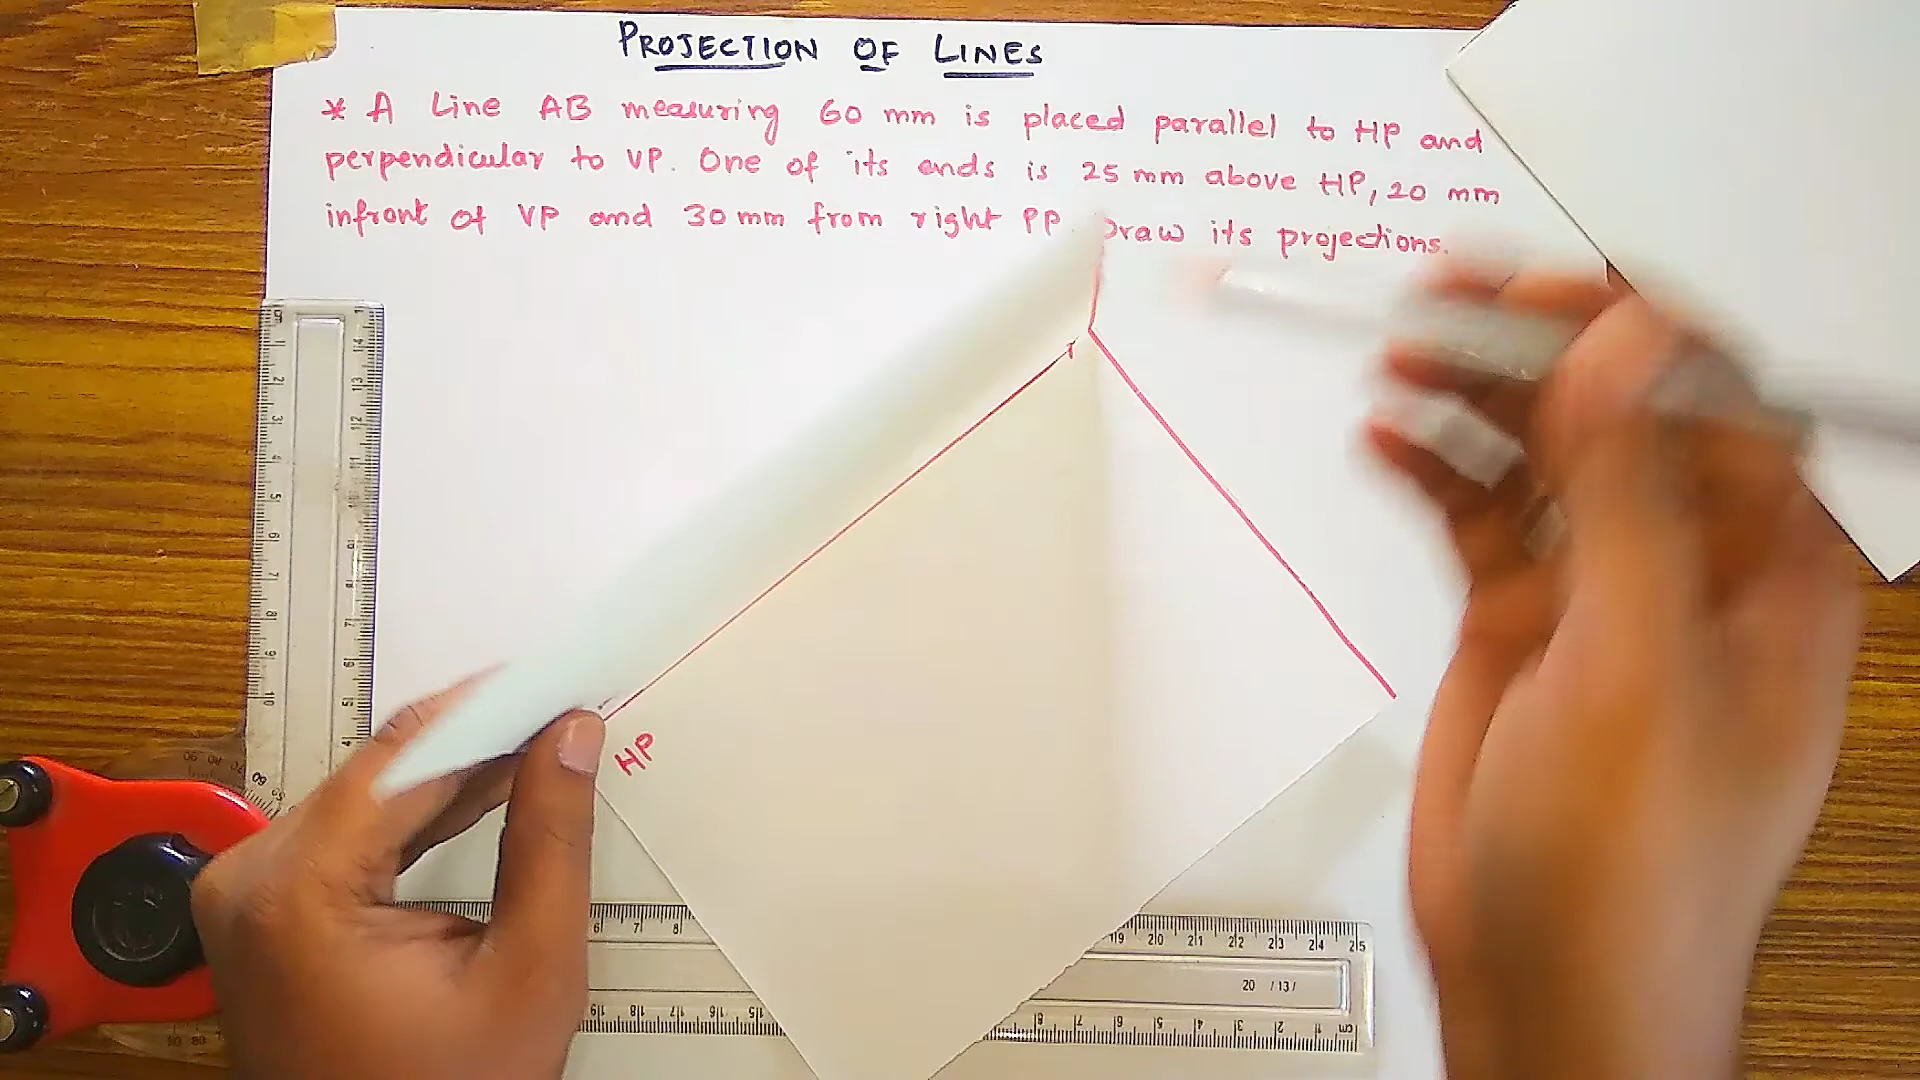 PROJECTION OF LINES
* A Line AB measuring 60 mm is placed parallel to HP and
perpendicular to VP. One of its ends is 25 mm above HP, 20 mm
infront of VP and 30 mm from right PP Draw its projections.
HP